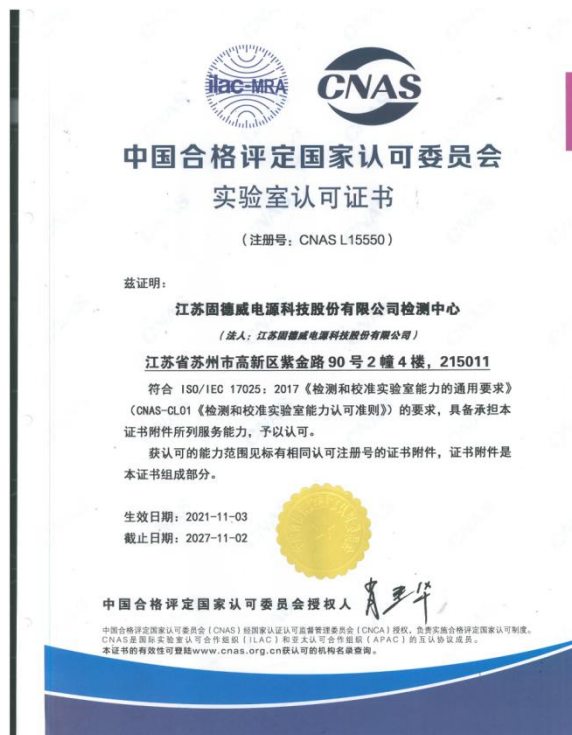 ilac-MRA
CNAS
中国合格评定国家认可委员会
实验室认可证书
（注册号：CNAS L15550）
兹证明：
江苏固德威电源科技股份有限公司检测中心
（法人：江苏固德威电源科技股份有限公司）
江苏省苏州市高新区紫金路 90 号 2 幢 4 楼，215011
符合 ISO/IEC 17025：2017《检测和校准实验室能力的通用要求》
（CNAS-CL01《检测和校准实验室能力认可准则》）的要求，具备承担本
证书附件所列服务能力，予以认可。
获认可的能力范围见标有相同认可注册号的证书附件，证书附件是
本证书组成部分。
生效日期：2021-11-03
截止日期：2027-11-02
中国合格评定国家认可委员会授权人
中国合格评定国家认可委员会（CNAS）经国家认证认可监督管理委员会（CNCA）授权，负责实施合格评定国家认可制度。
CNAS是国际实验室认可合作组织（ILAC）和亚太认可合作组织（APAC）的互认协议成员。
本证书的有效性可登陆www.cnas.org.cn获认可的机构名录查询。